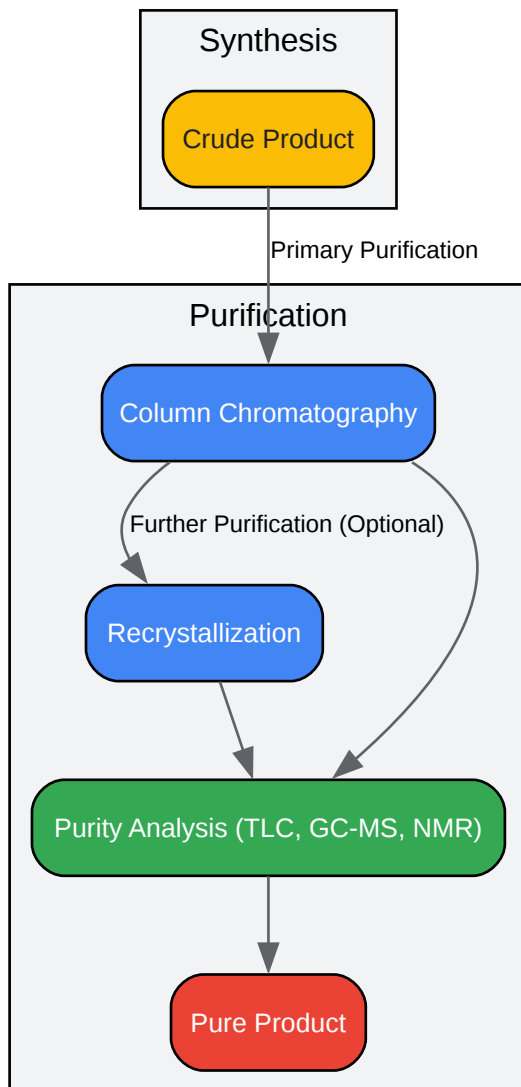 Synthesis
Crude Product
Primary Purification
Purification
Column Chromatography
Further Purification (Optional)
Recrystallization
Purity Analysis (TLC, GC-MS, NMR)
Pure Product